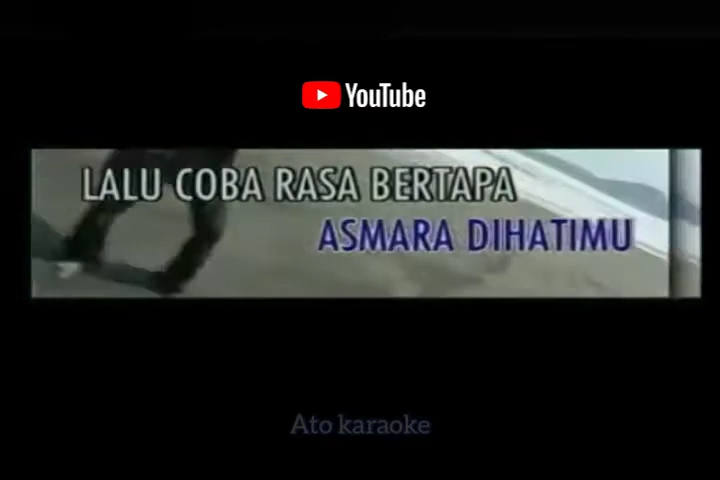 YouTube
LALU COBA RASA BERTAPA
ASMARA DIHATIMU
Ato karaoke